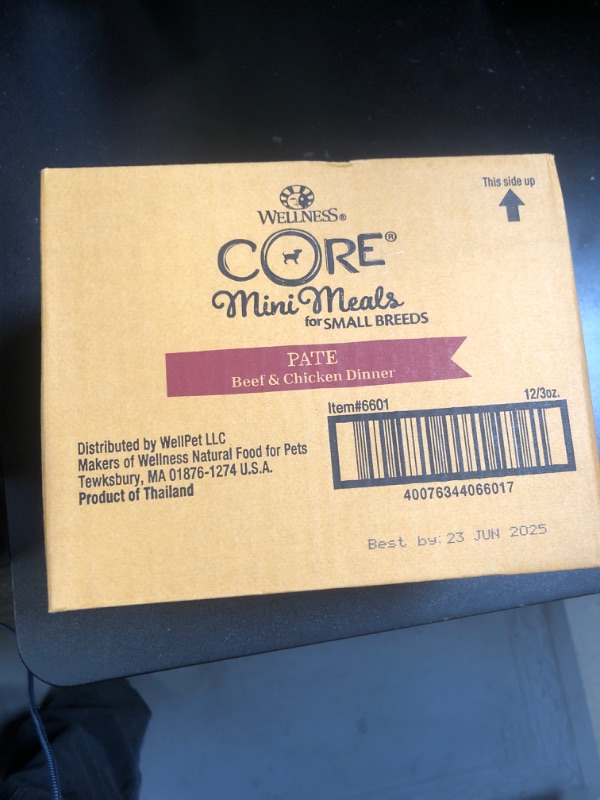 This side up
WELLNESS®
CORE®
Mini Meals
for SMALL BREEDS
PATE
Beef & Chicken Dinner
Item#6601 12/3oz.
Distributed by WellPet LLC
Makers of Wellness Natural Food for Pets
Tewksbury, MA 01876-1274 U.S.A.
Product of Thailand
40076344066017
Best by: 23 JUN 2025